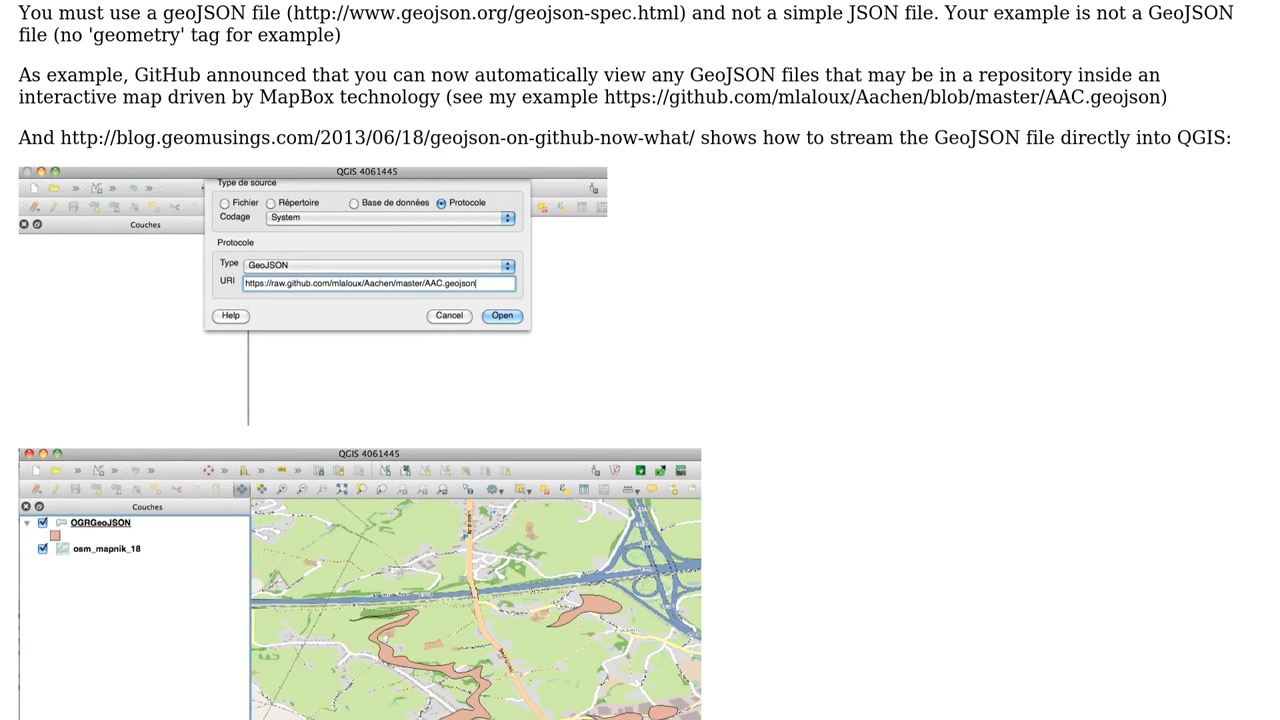 You must use a geoJSON file (http://www.geojson.org/geojson-spec.html) and not a simple JSON file. Your example is not a GeoJSON
file (no 'geometry' tag for example)
As example, GitHub announced that you can now automatically view any GeoJSON files that may be in a repository inside an
interactive map driven by MapBox technology (see my example https://github.com/mlaloux/Aachen/blob/master/AAC.geojson)
And http://blog.geomusings.com/2013/06/18/geojson-on-github-now-what/ shows how to stream the GeoJSON file directly into QGIS:
QGIS 4061445
Type de source
Fichier Répertoire Base de données Protocole
Codage System
Couches
Protocole
Type GeoJSON
URI https://raw.github.com/mlaloux/Aachen/master/AAC.geojson
Help Cancel Open
QGIS 4061445
Couches
OGRGeoJSON
osm_mapnik_18